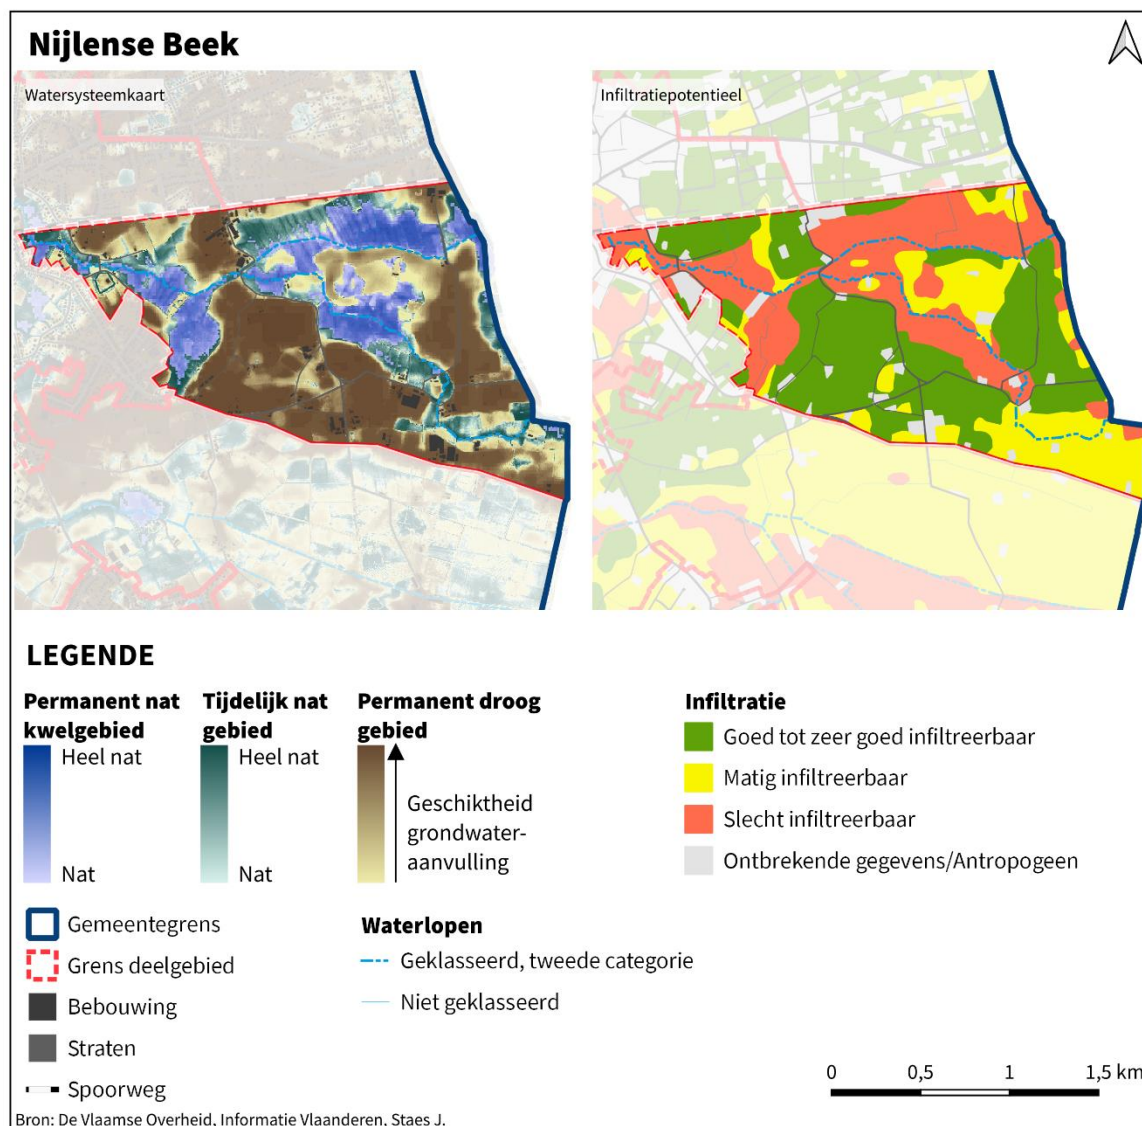 Nijlense Beek
Watersysteemkaart
Infiltratiepotentieel
LEGENDE
Permanent nat
kwelgebied
Heel nat
Nat
Tijdelijk nat
gebied
Heel nat
Nat
Permanent droog
gebied
Geschiktheid
grondwater-
aanvulling
Infiltratie
Goed tot zeer goed infiltreerbaar
Matig infiltreerbaar
Slecht infiltreerbaar
Ontbrekende gegevens/Antropogeen
Gemeentegrens
Grens deelgebied
Bebouwing
Straten
Spoorweg
Waterlopen
Geklasseerd, tweede categorie
Niet geklasseerd
0 0,5 1 1,5 km
Bron: De Vlaamse Overheid, Informatie Vlaanderen, Staes J.